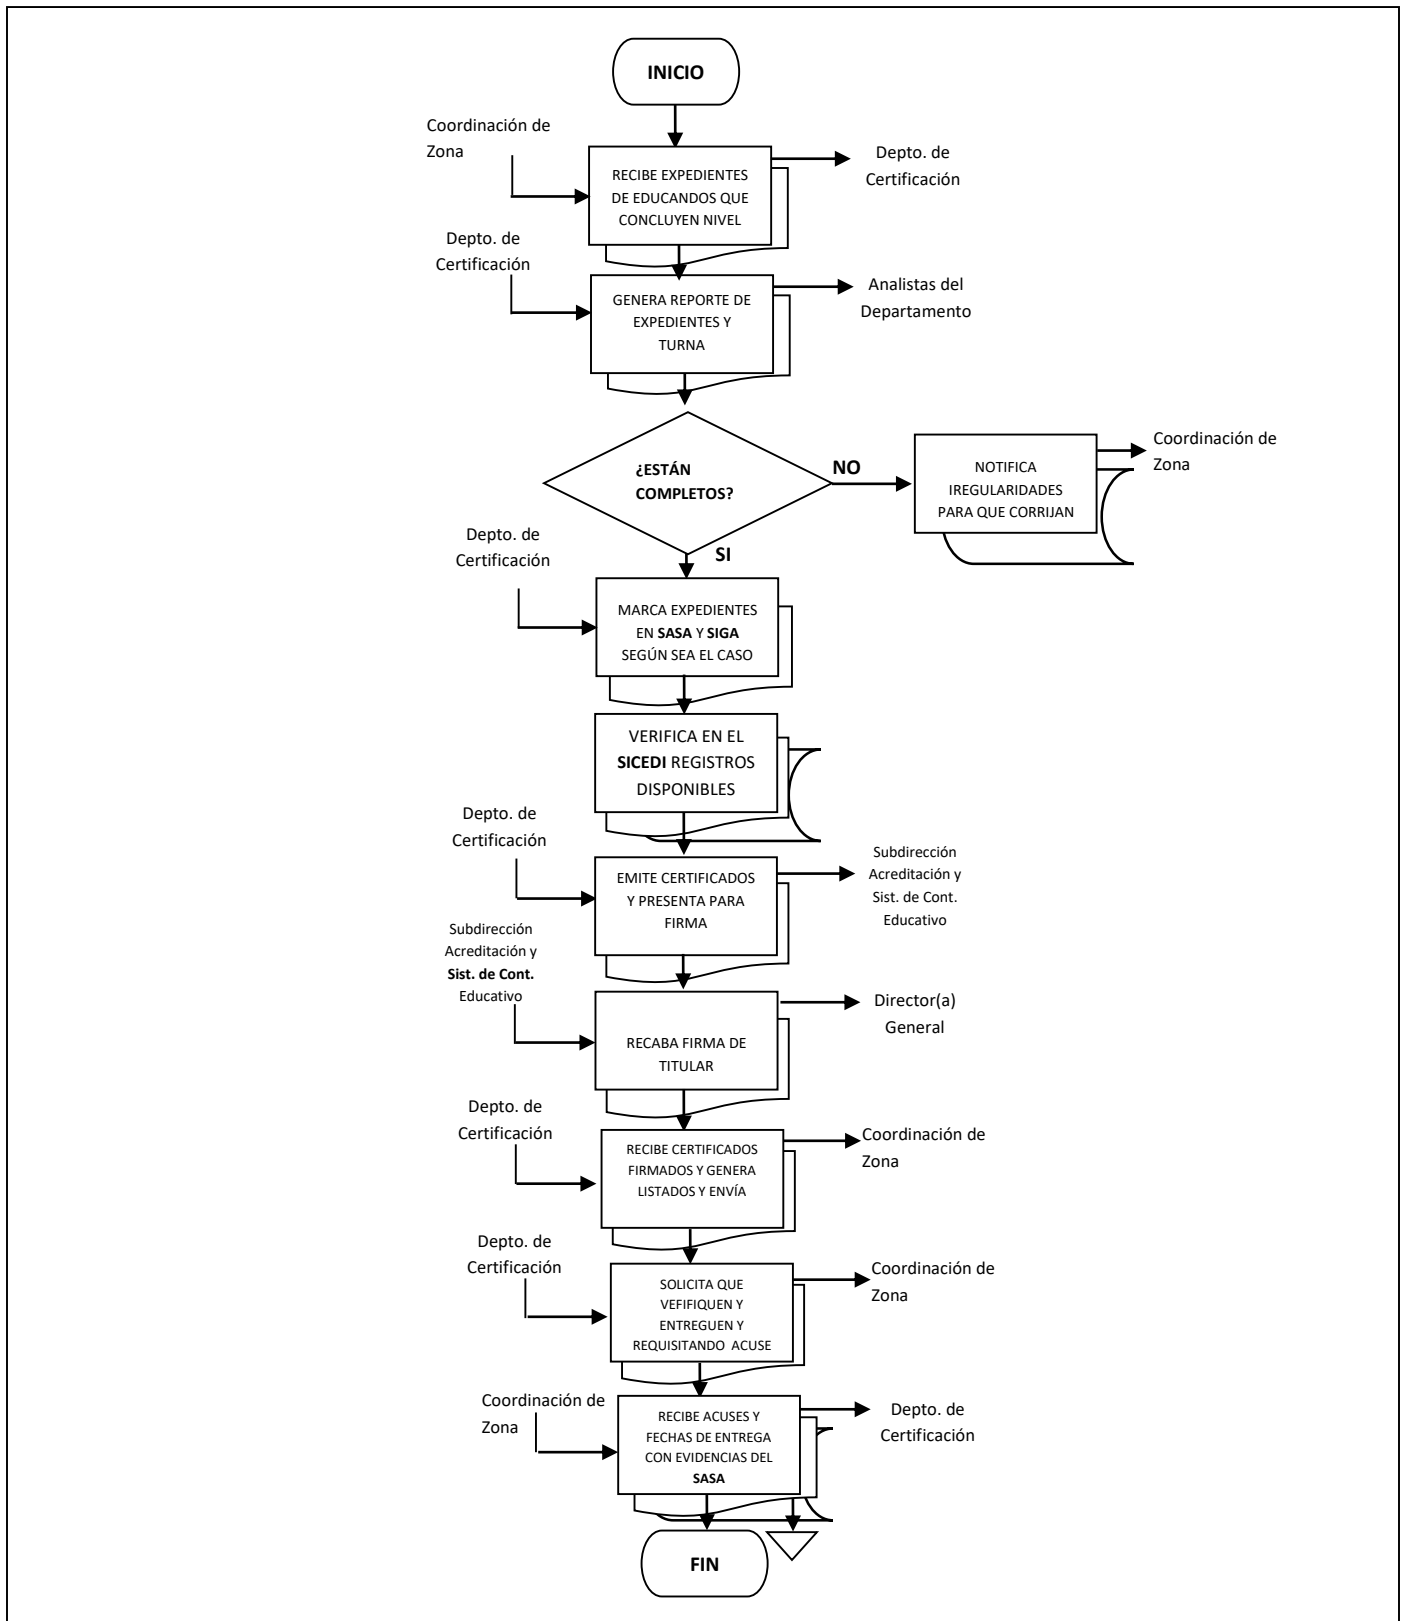 INICIO
Coordinación de
Zona
RECIBE EXPEDIENTES
DE EDUCANDOS QUE
CONCLUYEN NIVEL
Depto. de
Certificación
Depto. de
Certificación
GENERA REPORTE DE
EXPEDIENTES Y
TURNA
Analistas del
Departamento
¿ESTÁN
COMPLETOS?
NO
NOTIFICA
IREGULARIDADES
PARA QUE CORRIJAN
Coordinación de
Zona
SI
Depto. de
Certificación
MARCA EXPEDIENTES
EN SASA Y SIGA
SEGÚN SEA EL CASO
VERIFICA EN EL
SICEDI REGISTROS
DISPONIBLES
Depto. de
Certificación
EMITE CERTIFICADOS
Y PRESENTA PARA
FIRMA
Subdirección
Acreditación y
Sist. de Cont.
Educativo
Subdirección
Acreditación y
Sist. de Cont.
Educativo
RECABA FIRMA DE
TITULAR
Director(a)
General
Depto. de
Certificación
RECIBE CERTIFICADOS
FIRMADOS Y GENERA
LISTADOS Y ENVÍA
Coordinación de
Zona
Depto. de
Certificación
SOLICITA QUE
VEFIFIQUEN Y
ENTREGUEN Y
REQUISITANDO ACUSE
Coordinación de
Zona
Coordinación de
Zona
RECIBE ACUSES Y
FECHAS DE ENTREGA
CON EVIDENCIAS DEL
SASA
Depto. de
Certificación
FIN